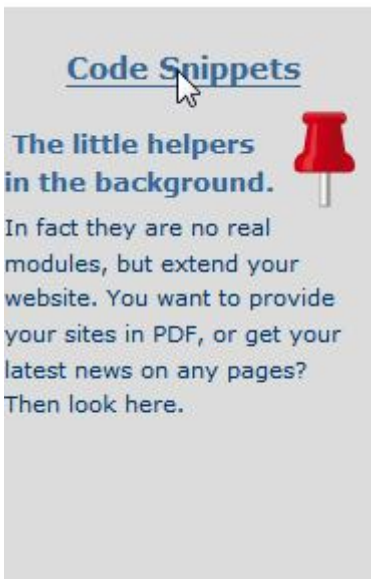 Code Snippets
The little helpers
in the background.
In fact they are no real
modules, but extend your
website. You want to provide
your sites in PDF, or get your
latest news on any pages?
Then look here.